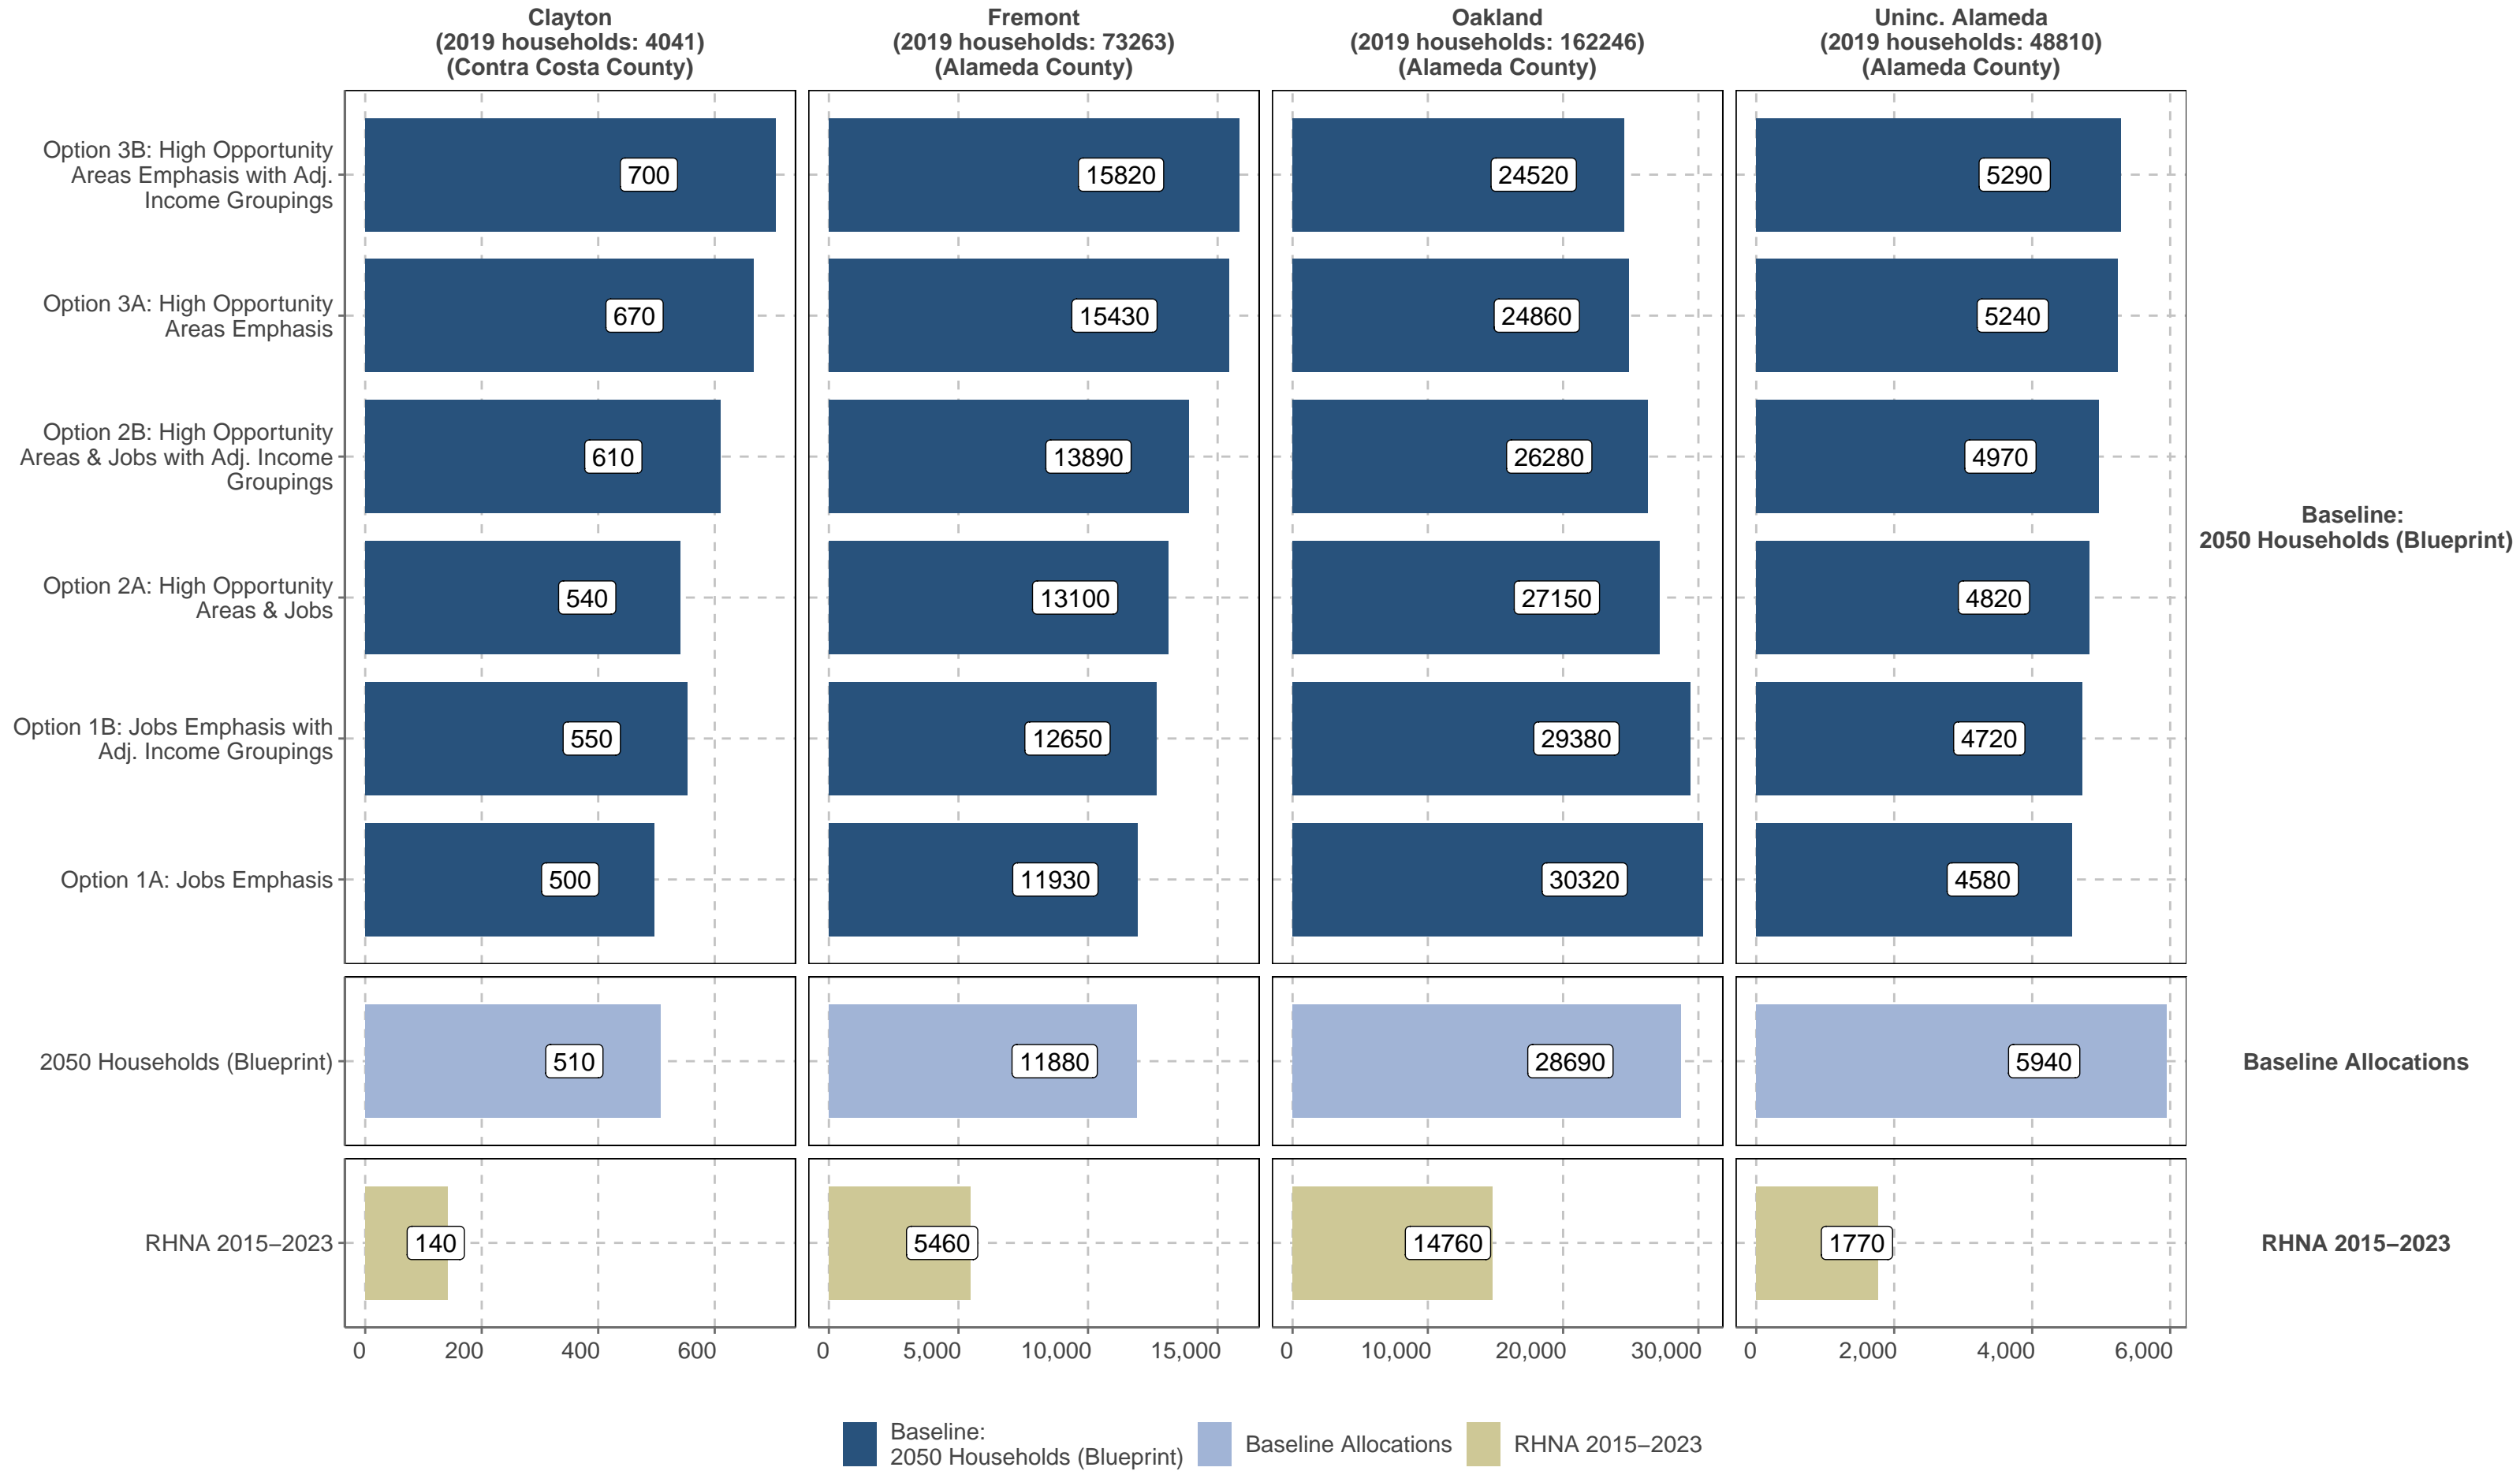 Clayton
(2019 households: 4041)
(Contra Costa County)
Fremont
(2019 households: 73263)
(Alameda County)
Oakland
(2019 households: 162246)
(Alameda County)
Uninc. Alameda
(2019 households: 48810)
(Alameda County)
Option 3B: High Opportunity
Areas Emphasis with Adj.
Income Groupings
700
15820
24520
5290
Option 3A: High Opportunity
Areas Emphasis
670
15430
24860
5240
Option 2B: High Opportunity
Areas & Jobs with Adj. Income
Groupings
610
13890
26280
4970
Baseline:
2050 Households (Blueprint)
Option 2A: High Opportunity
Areas & Jobs
540
13100
27150
4820
Option 1B: Jobs Emphasis with
Adj. Income Groupings
550
12650
29380
4720
Option 1A: Jobs Emphasis
500
11930
30320
4580
2050 Households (Blueprint)
510
11880
28690
5940
Baseline Allocations
RHNA 2015–2023
140
5460
14760
1770
RHNA 2015–2023
0 200 400 600
0 5,000 10,000 15,000
0 10,000 20,000 30,000
0 2,000 4,000 6,000
Baseline:
2050 Households (Blueprint)
Baseline Allocations
RHNA 2015–2023